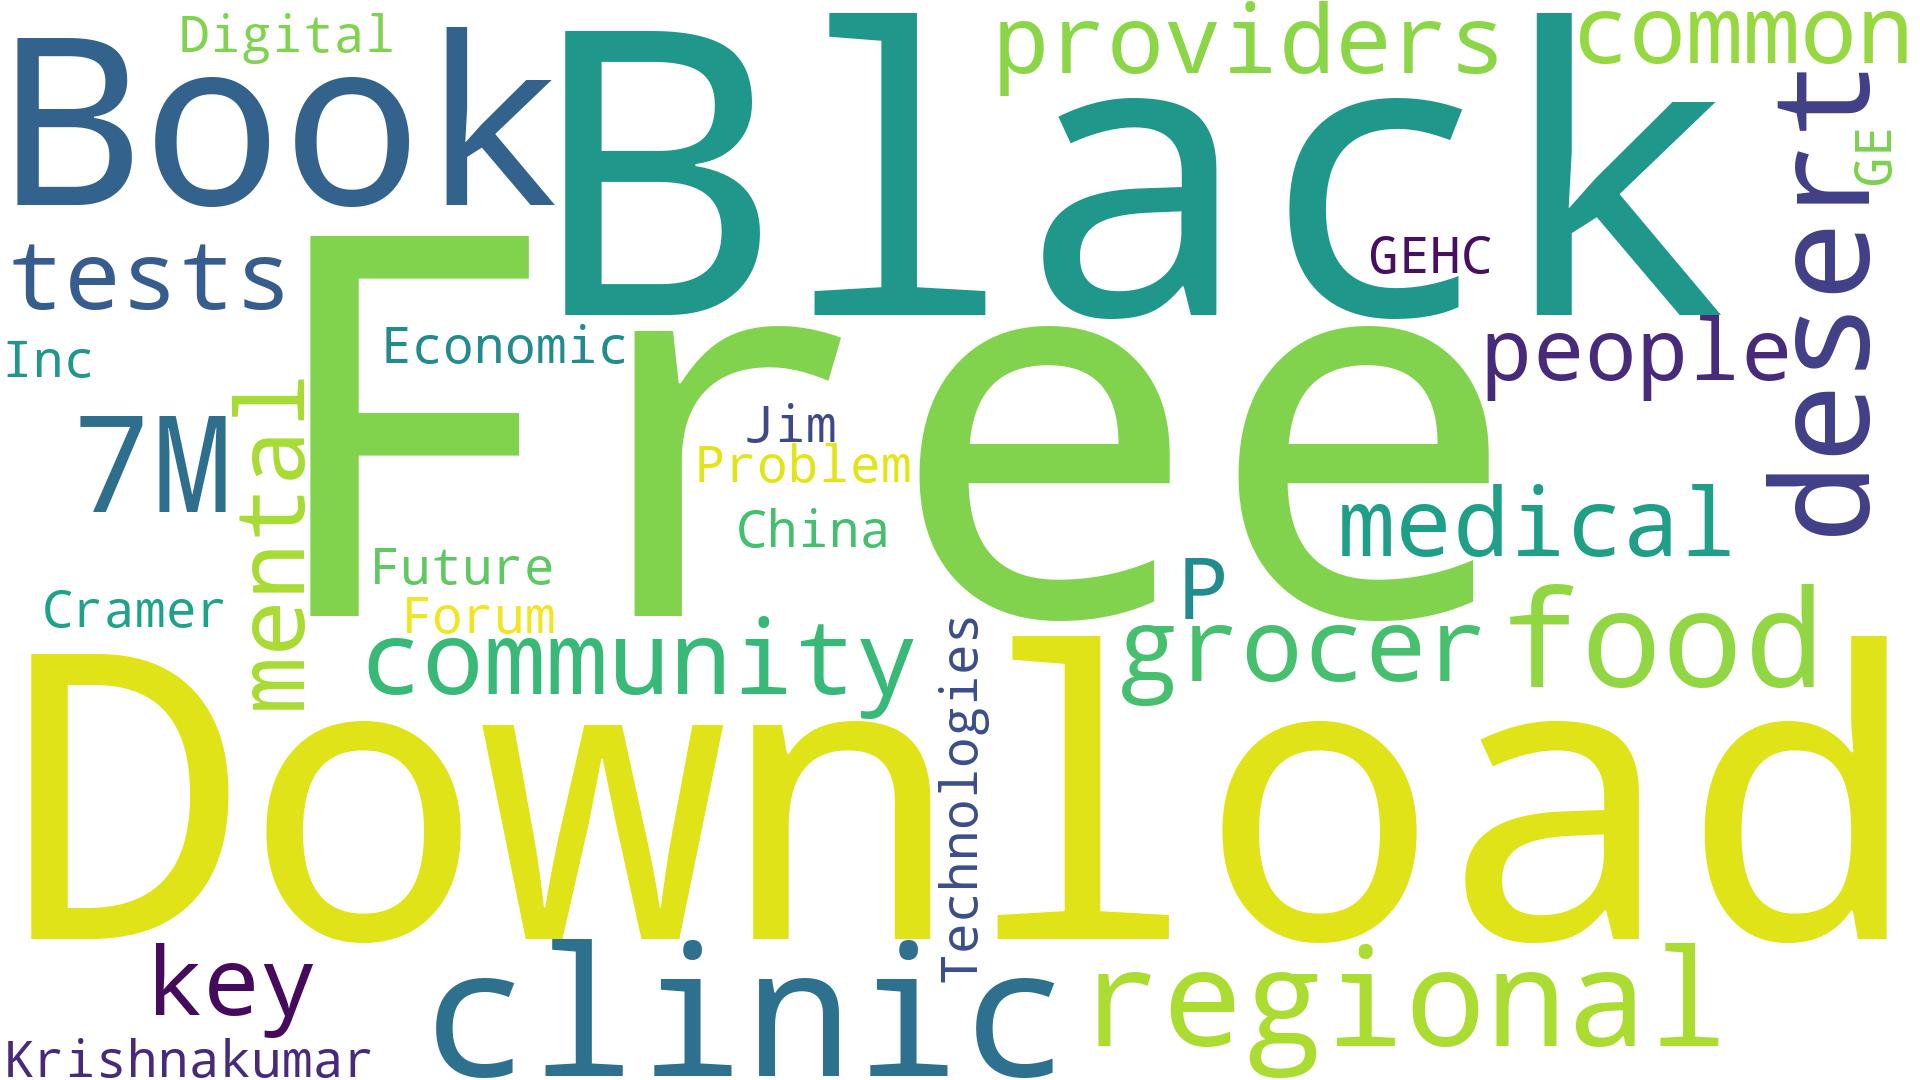 Digital
providers
common
Book
Black
desert
GE
tests
GEHC
Inc
Economic
people
Free
7M
mental
Jim
Problem
medical
China
Future
P
Cramer
Forum
community
Technologies
grocer
food
Download
key
clinic
regional
Krishnakumar